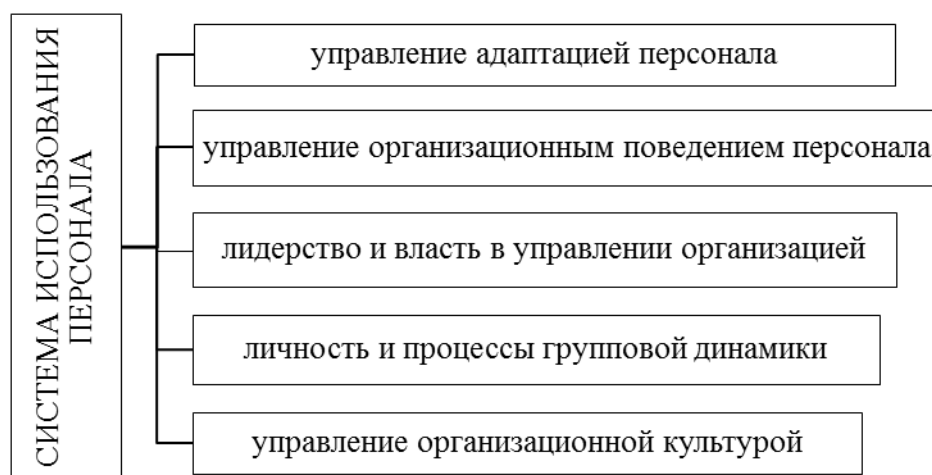 СИСТЕМА ИСПОЛЬЗОВАНИЯ
ПЕРСОНАЛА
управление адаптацией персонала
управление организационным поведением персонала
лидерство и власть в управлении организацией
личность и процессы групповой динамики
управление организационной культурой